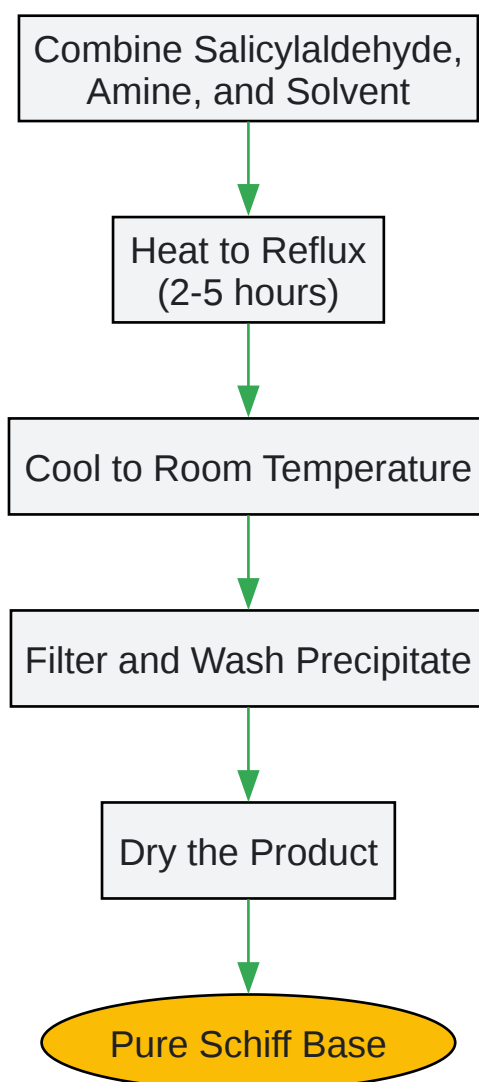 Combine Salicylaldehyde,
Amine, and Solvent
Heat to Reflux
(2-5 hours)
Cool to Room Temperature
Filter and Wash Precipitate
Dry the Product
Pure Schiff Base